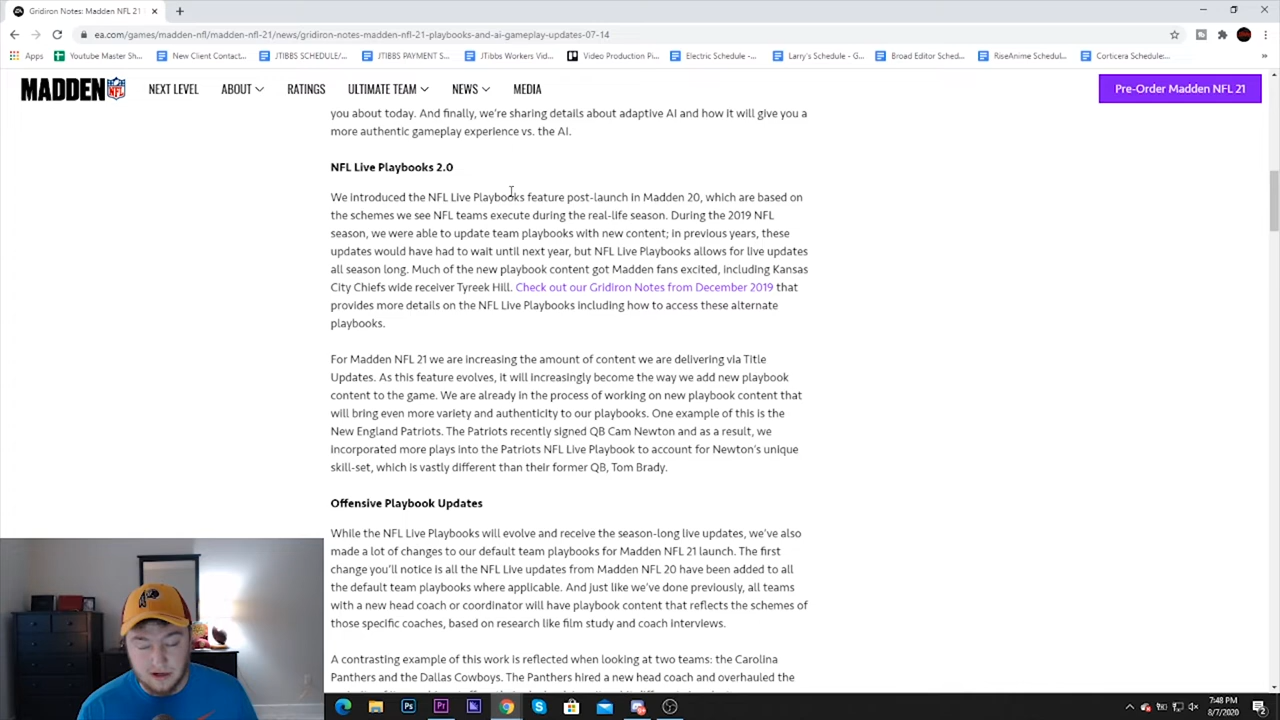 Gridiron Notes: Madden NFL 21
ea.com/games/madden-nfl/madden-nfl-21/news/gridiron-notes-madden-nfl-21-playbooks-and-ai-gameplay-updates-07-14
Apps Youtube Master Sh... New Client Contact... JTIBBS SCHEDULE/... JTIBBS PAYMENT S... JTibbs Workers Vid... Video Production Pi... Electric Schedule -... Larry's Schedule - G... Broad Editor Sched... RiseAnime Schedul... Corticera Schedule:...
MADDEN NFL NEXT LEVEL ABOUT RATINGS ULTIMATE TEAM NEWS MEDIA Pre-Order Madden NFL 21
you about today. And finally, we're sharing details about adaptive AI and how it will give you a
more authentic gameplay experience vs. the AI.
NFL Live Playbooks 2.0
We introduced the NFL Live Playbooks feature post-launch in Madden 20, which are based on
the schemes we see NFL teams execute during the real-life season. During the 2019 NFL
season, we were able to update team playbooks with new content; in previous years, these
updates would have had to wait until next year, but NFL Live Playbooks allows for live updates
all season long. Much of the new playbook content got Madden fans excited, including Kansas
City Chiefs wide receiver Tyreek Hill. Check out our Gridiron Notes from December 2019 that
provides more details on the NFL Live Playbooks including how to access these alternate
playbooks.
For Madden NFL 21 we are increasing the amount of content we are delivering via Title
Updates. As this feature evolves, it will increasingly become the way we add new playbook
content to the game. We are already in the process of working on new playbook content that
will bring even more variety and authenticity to our playbooks. One example of this is the
New England Patriots. The Patriots recently signed QB Cam Newton and as a result, we
incorporated more plays into the Patriots NFL Live Playbook to account for Newton's unique
skill-set, which is vastly different than their former QB, Tom Brady.
Offensive Playbook Updates
While the NFL Live Playbooks will evolve and receive the season-long live updates, we've also
made a lot of changes to our default team playbooks for Madden NFL 21 launch. The first
change you'll notice is all the NFL Live updates from Madden NFL 20 have been added to all
the default team playbooks where applicable. And just like we've done previously, all teams
with a new head coach or coordinator will have playbook content that reflects the schemes of
those specific coaches, based on research like film study and coach interviews.
A contrasting example of this work is reflected when looking at two teams: the Carolina
Panthers and the Dallas Cowboys. The Panthers hired a new head coach and overhauled the
7:48 PM
8/7/2020